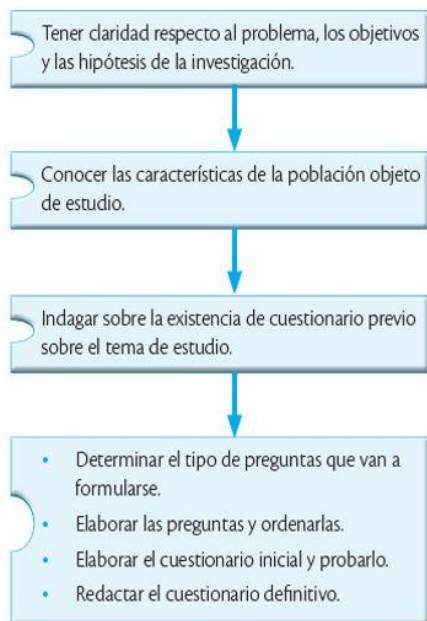 Tener claridad respecto al problema, los objetivos
y las hipótesis de la investigación.
Conocer las características de la población objeto
de estudio.
Indagar sobre la existencia de cuestionario previo
sobre el tema de estudio.
• Determinar el tipo de preguntas que van a
formularse.
• Elaborar las preguntas y ordenarlas.
• Elaborar el cuestionario inicial y probarlo.
• Redactar el cuestionario definitivo.